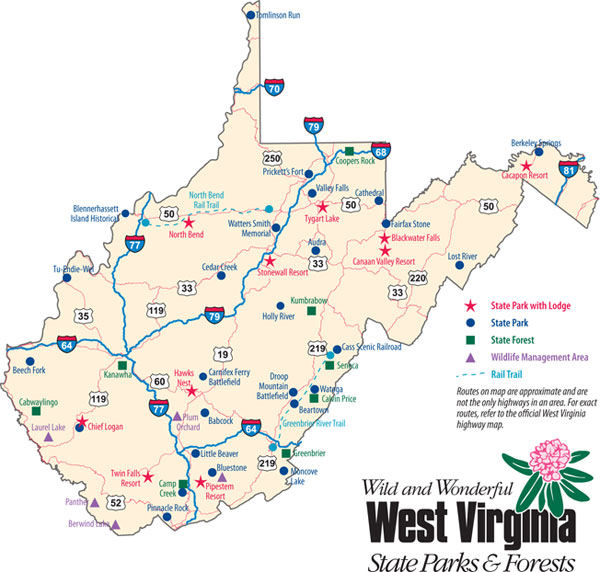 Tomlinson Run
70
79
68
Coopers Rock
250
Prickett's Fort
Berkeley Springs
Cacapon Resort
81
Valley Falls
Cathedral
North Bend
Rail Trail
Blennerhassett
Island Historical
50
North Bend
Watters Smith
Memorial
Tygart Lake
50
50
Fairfax Stone
77
Blackwater Falls
Audra
Canaan Valley Resort
Lost River
Tu-Endie-Wei
Cedar Creek
Stonewall Resort
33
33
220
33
119
79
Holly River
Kumbrabow
35
64
219
Cass Scenic Railroad
Seneca
Beech Fork
Kanawha
19
60
Hawks
Nest
Carnifex Ferry
Battlefield
Droop
Mountain
Battlefield
Watoga
Calvin Price
Beartown
Cabwaylingo
119
77
Plum
Orchard
Babcock
Greenbrier River Trail
Laurel Lake
Chief Logan
64
Little Beaver
219
Greenbrier
Twin Falls
Resort
Bluestone
Moncove
Lake
Camp
Creek
Pipestem
Resort
Panther
52
Pinnacle Rock
Berwind Lake
State Park with Lodge
State Park
State Forest
Wildlife Management Area
Rail Trail
Routes on map are approximate and are
not the only highways in an area. For exact
routes, refer to the official West Virginia
highway map.
Wild and Wonderful
West Virginia
State Parks & Forests